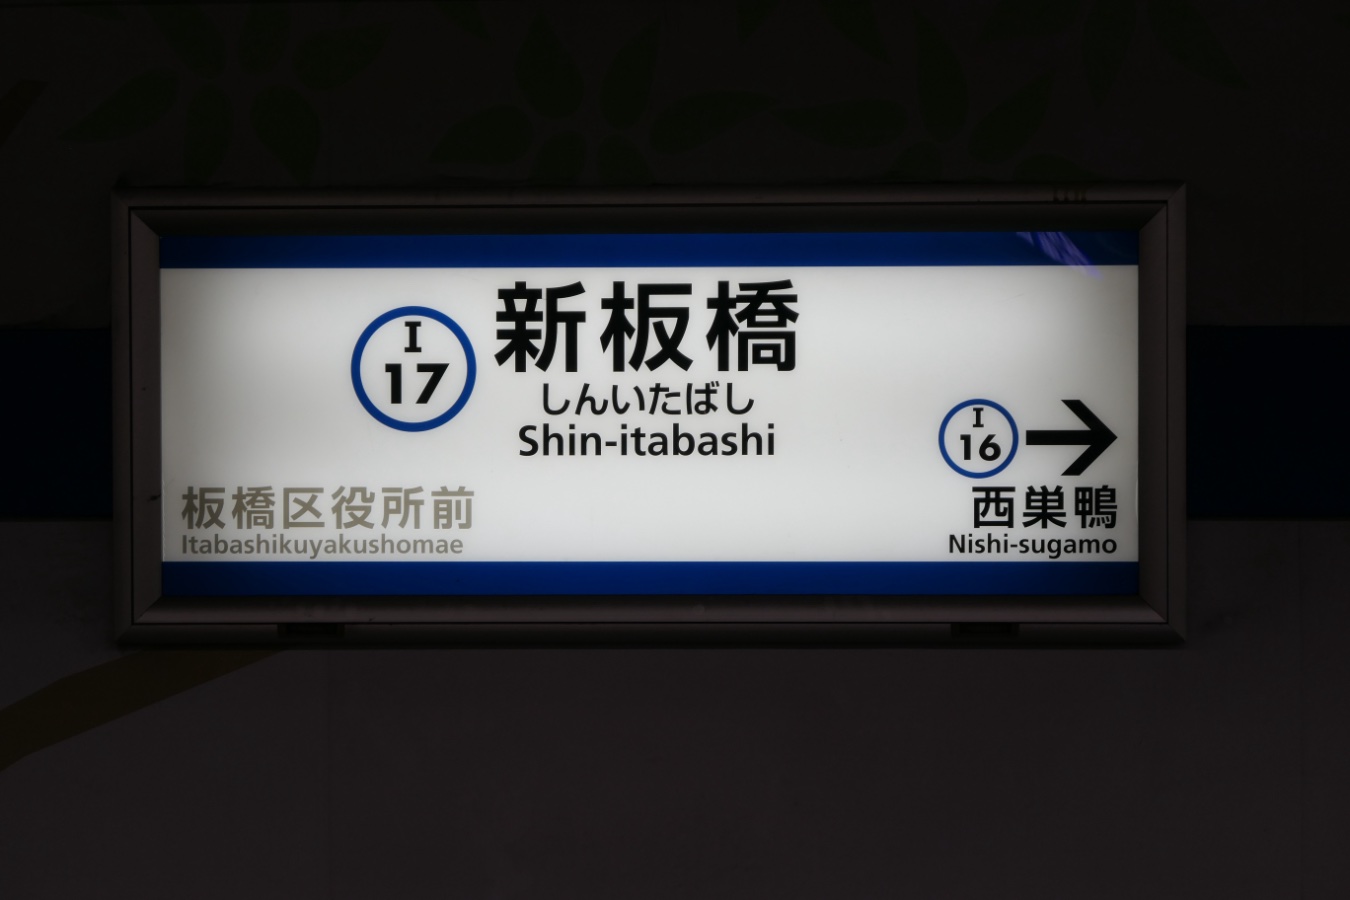 I
17
新板橋
しんいたばし
Shin-itabashi
I
16
板橋区役所前
Itabashikuyakushomae
西巣鴨
Nishi-sugamo